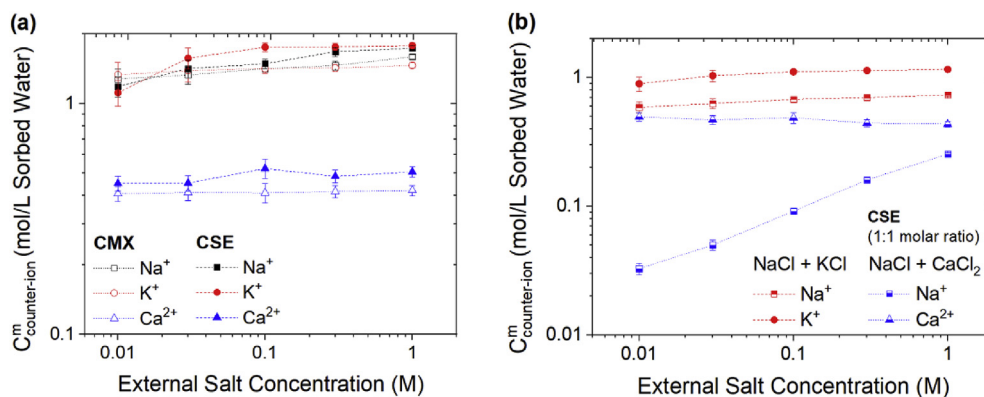 (a)
C^m_counter-ion (mol/L Sorbed Water)
1
0.1
CMX CSE
Na⁺ Na⁺
K⁺ K⁺
Ca²⁺ Ca²⁺
0.01 0.1 1
External Salt Concentration (M)
(b)
C^m_counter-ion (mol/L Sorbed Water)
1
0.1
0.01
CSE
(1:1 molar ratio)
NaCl + KCl NaCl + CaCl₂
Na⁺ Na⁺
K⁺ Ca²⁺
0.01 0.1 1
External Salt Concentration (M)